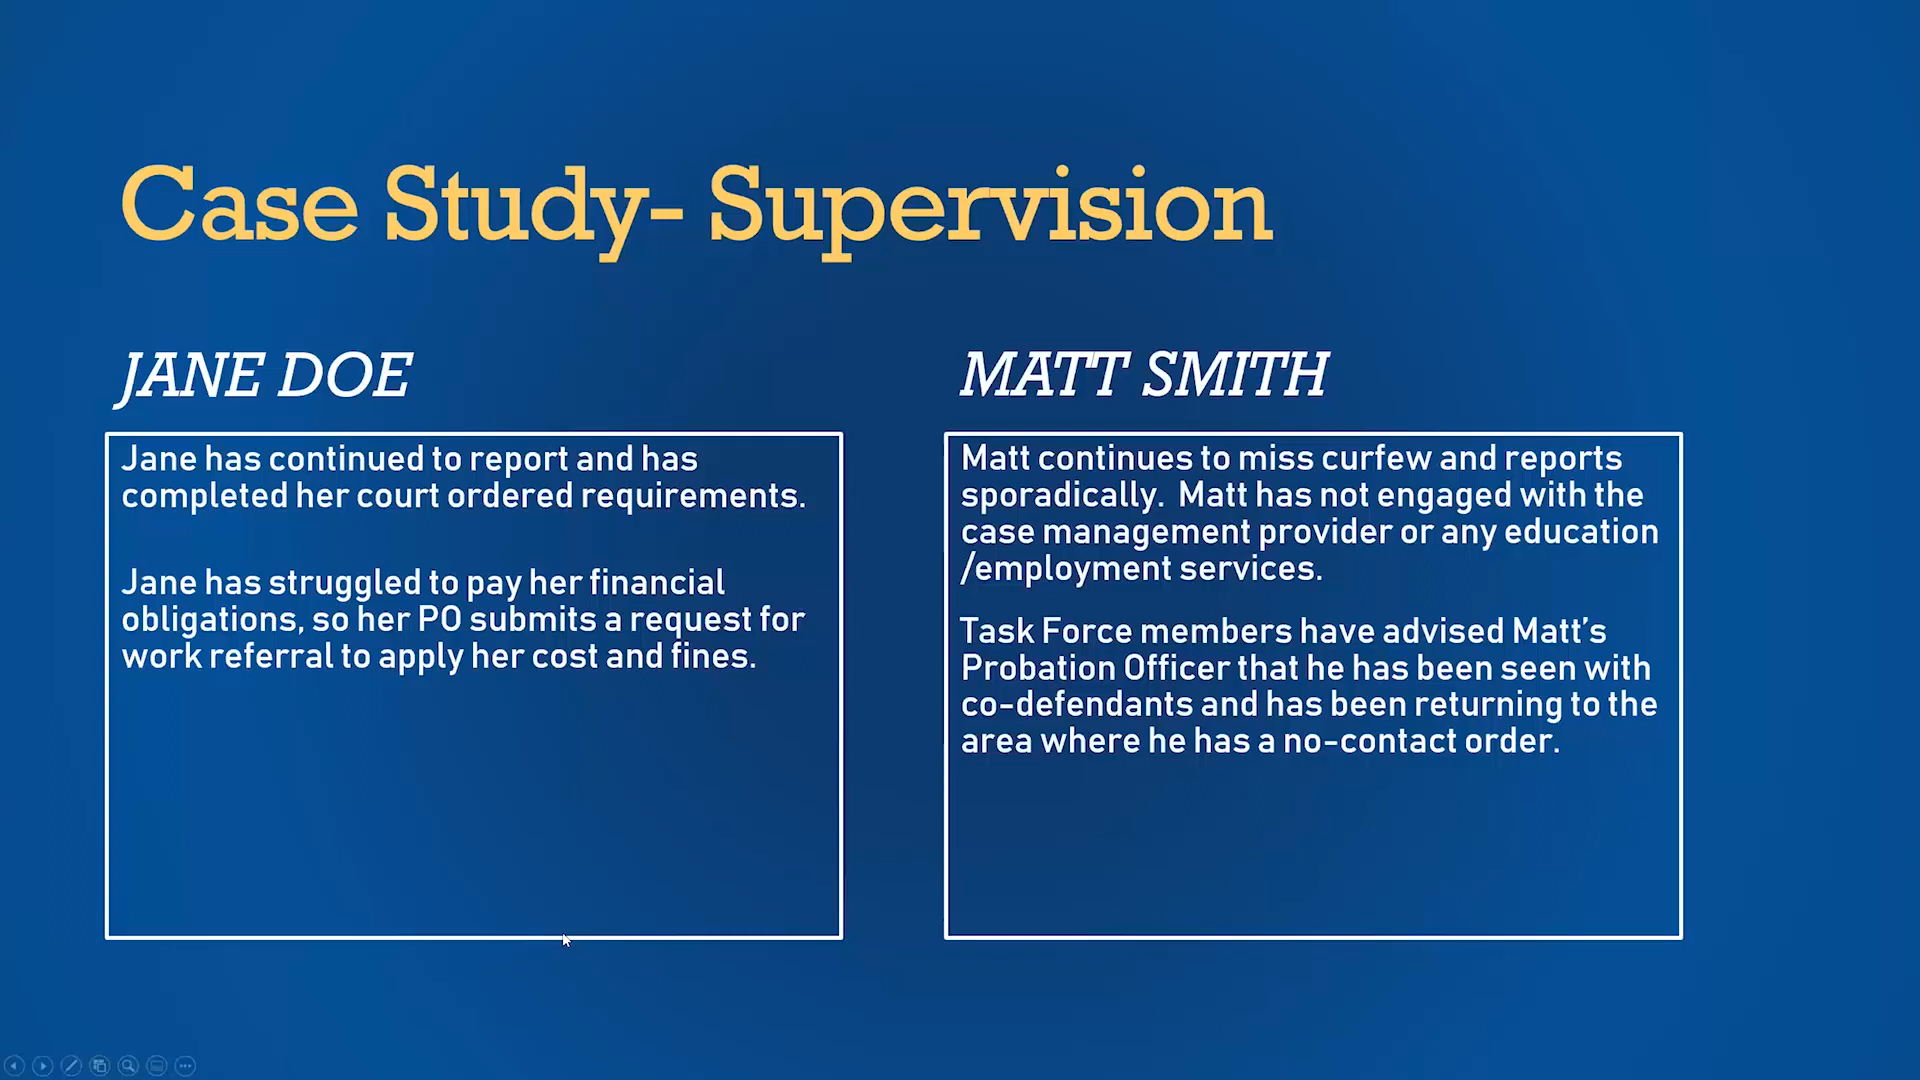 Case Study- Supervision
JANE DOE
Jane has continued to report and has
completed her court ordered requirements.
Jane has struggled to pay her financial
obligations, so her PO submits a request for
work referral to apply her cost and fines.
MATT SMITH
Matt continues to miss curfew and reports
sporadically.  Matt has not engaged with the
case management provider or any education
/employment services.
Task Force members have advised Matt’s
Probation Officer that he has been seen with
co-defendants and has been returning to the
area where he has a no-contact order.